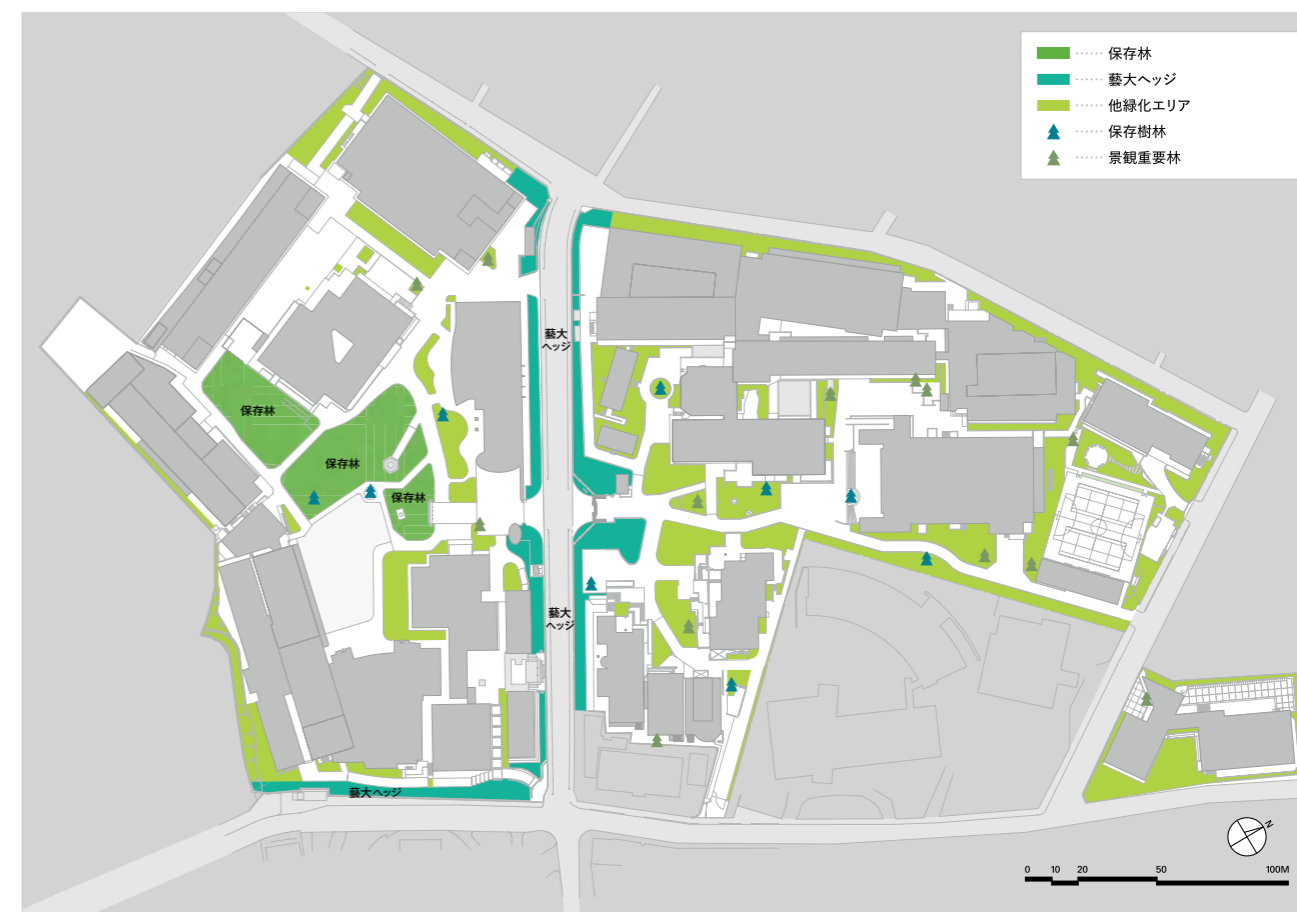 保存林
藝大ヘッジ
他緑化エリア
保存樹林
景観重要林
藝大
ヘッジ
保存林
保存林
保存林
藝大
ヘッジ
藝大ヘッジ
N
0 10 20 50 100M